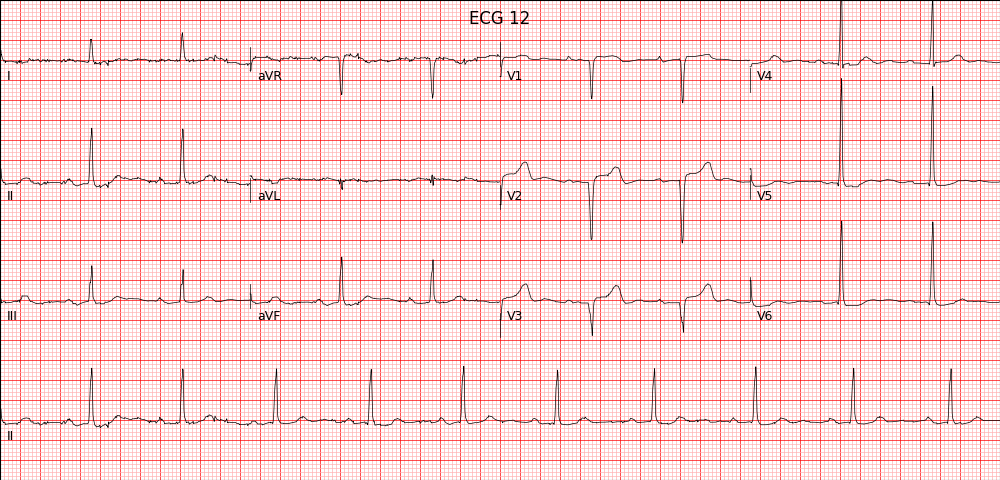 ECG 12
I aVR V1 V4
II aVL V2 V5
III aVF V3 V6
II